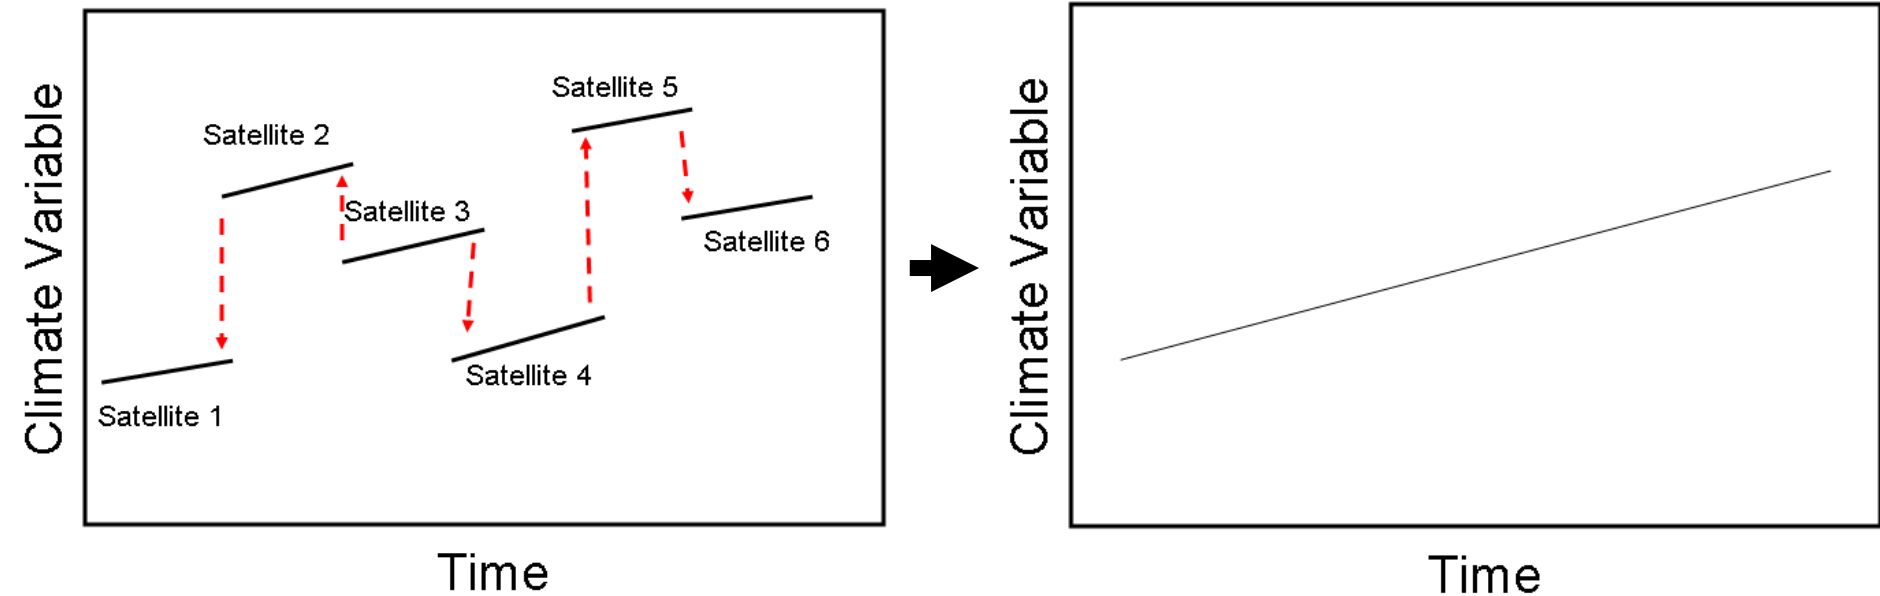 Climate Variable
Satellite 5
Satellite 2
Satellite 3
Satellite 6
Satellite 4
Satellite 1
Time
Climate Variable
Time